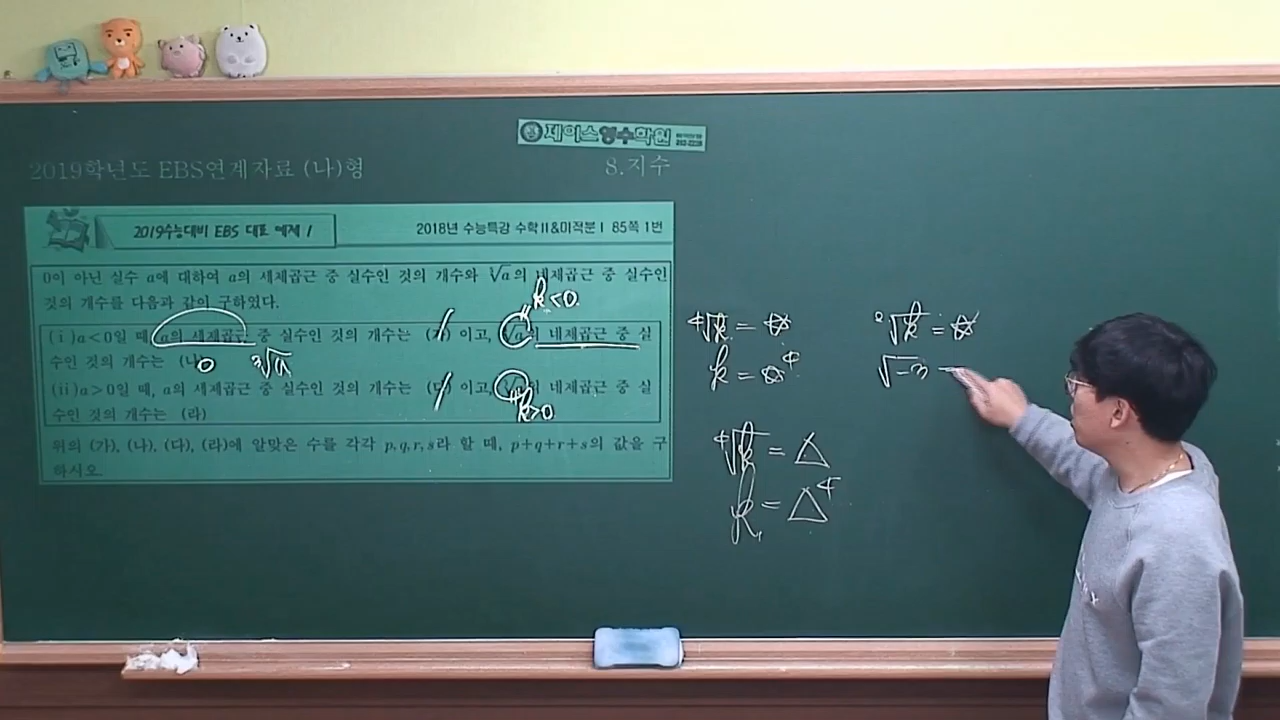 제이스영수학원
2019학년도 EBS연계자료 (나)형
8.지수
2019수능대비 EBS 대표 예제 1
2018년 수능특강 수학II&미적분I 85쪽 1번
0이 아닌 실수 a에 대하여 a의 세제곱근 중 실수인 것의 개수와 ∛a의 네제곱근 중 실수인
것의 개수를 다음과 같이 구하였다.
k<0
(i)a<0일 때, a의 세제곱근 중 실수인 것의 개수는 (가) 이고, ∛a의 네제곱근 중 실
수인 것의 개수는 (나)
0 ∛a
(ii)a>0일 때, a의 세제곱근 중 실수인 것의 개수는 (다) 이고, ∛a의 네제곱근 중 실
수인 것의 개수는 (라)
k>0
위의 (가), (나), (다), (라)에 알맞은 수를 각각 p, q, r, s라 할 때, p+q+r+s의 값을 구
하시오.
⁴√k = ☆
k = ☆⁴
⁴√k = △
k = △⁴
²√k = ☆
√-3